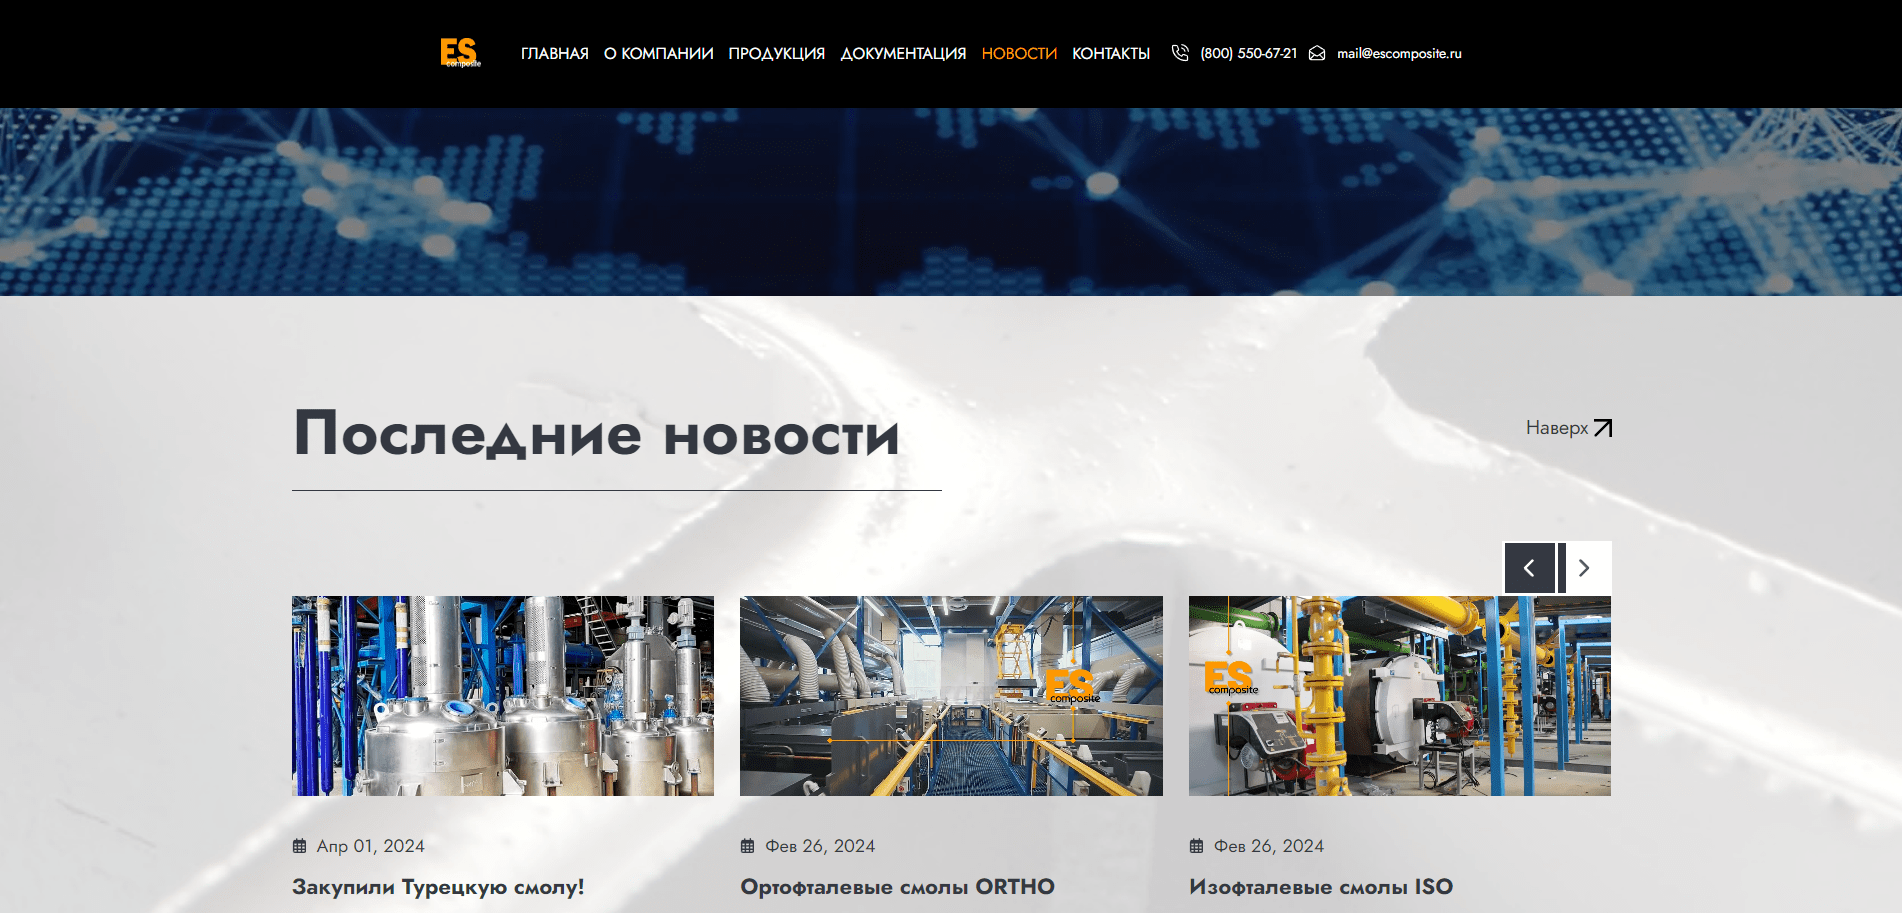 ES
composite
ГЛАВНАЯ О КОМПАНИИ ПРОДУКЦИЯ ДОКУМЕНТАЦИЯ НОВОСТИ КОНТАКТЫ (800) 550-67-21 mail@escomposite.ru
Последние новости
Наверх
ES
composite
ES
composite
Апр 01, 2024
Фев 26, 2024
Фев 26, 2024
Закупили Турецкую смолу!
Ортофталевые смолы ORTHO
Изофталевые смолы ISO